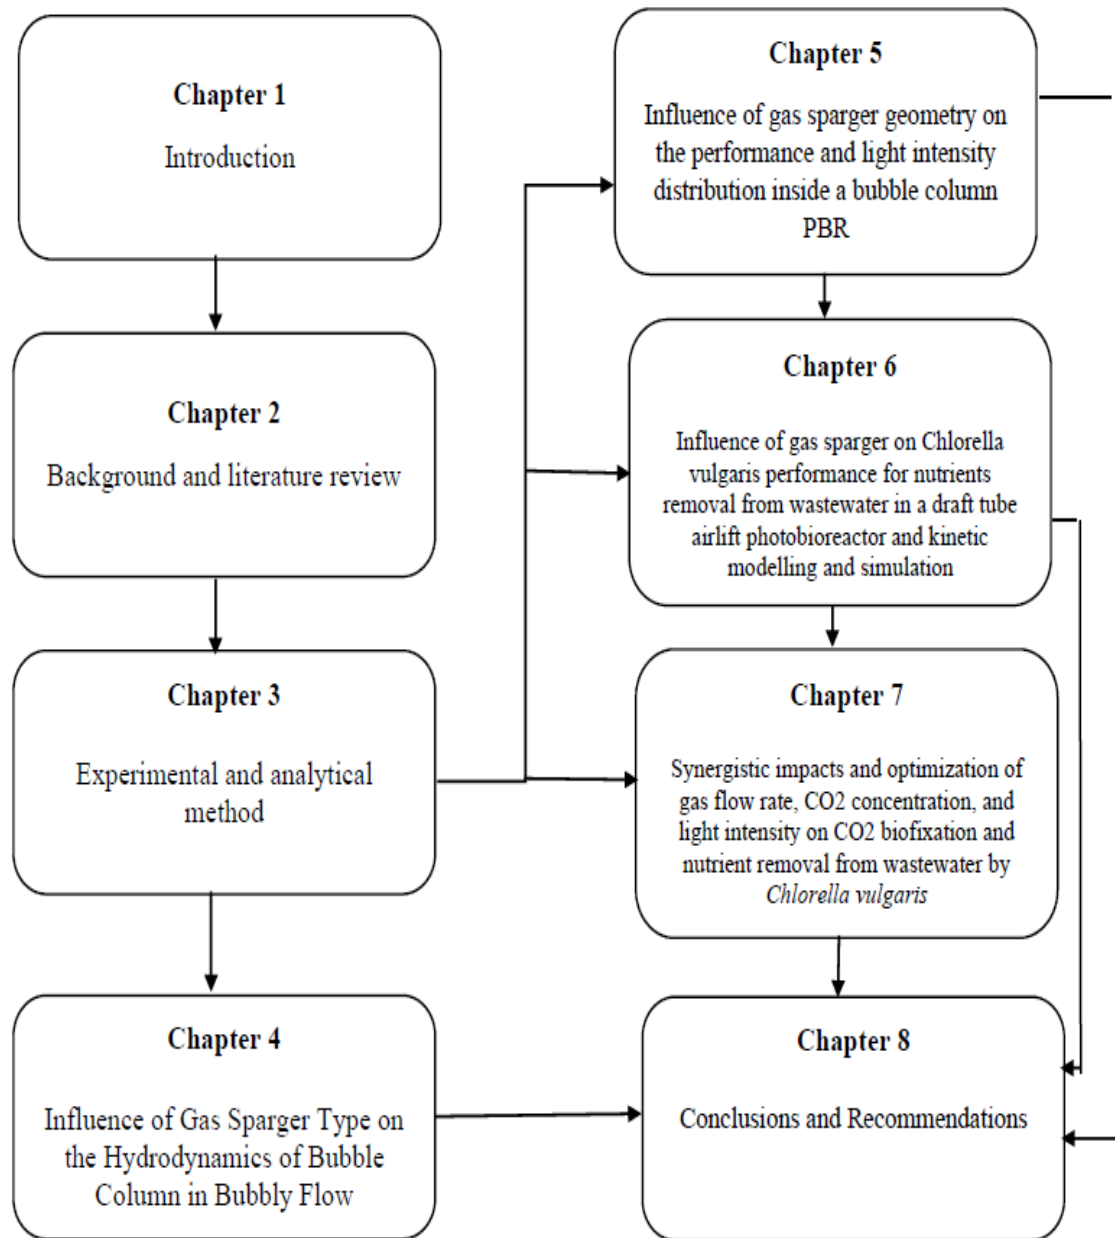 Chapter 1
Introduction
Chapter 2
Background and literature review
Chapter 3
Experimental and analytical
method
Chapter 4
Influence of Gas Sparger Type on
the Hydrodynamics of Bubble
Column in Bubbly Flow
Chapter 5
Influence of gas sparger geometry on
the performance and light intensity
distribution inside a bubble column
PBR
Chapter 6
Influence of gas sparger on Chlorella
vulgaris performance for nutrients
removal from wastewater in a draft tube
airlift photobioreactor and kinetic
modelling and simulation
Chapter 7
Synergistic impacts and optimization of
gas flow rate, CO2 concentration, and
light intensity on CO2 biofixation and
nutrient removal from wastewater by
Chlorella vulgaris
Chapter 8
Conclusions and Recommendations